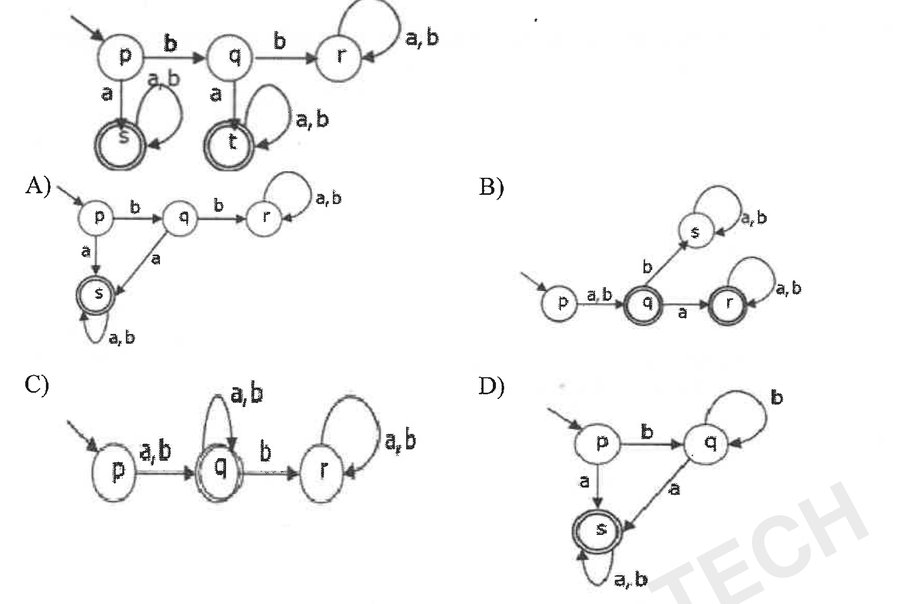 b b a, b
p q r
a a, b a a, b
s t
A) B)
p b q b r a, b s a, b
a a b
s p a, b q a r a, b
a, b
C) D)
a, b b
p a, b q b r a, b p b q
a a
s
a, b
TECH